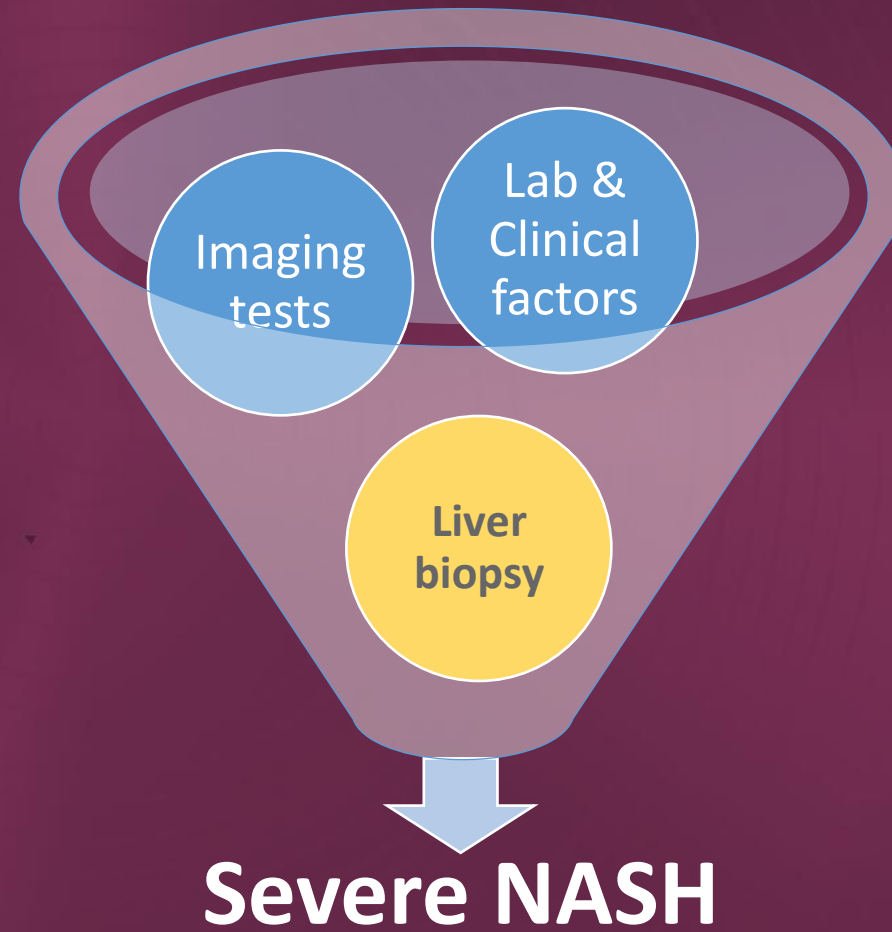 Lab &
Clinical
factors
Imaging
tests
Liver
biopsy
Severe NASH